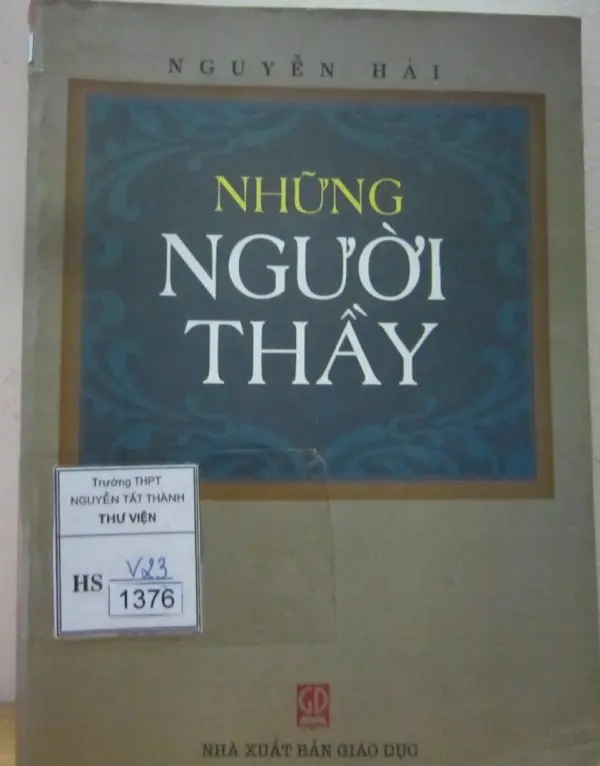 NGUYỄN HẢI
NHỮNG
NGƯỜI
THẦY
Trường THPT
NGUYỄN TẤT THÀNH
THƯ VIỆN
HS V23
1376
GD
NHÀ XUẤT BẢN GIÁO DỤC